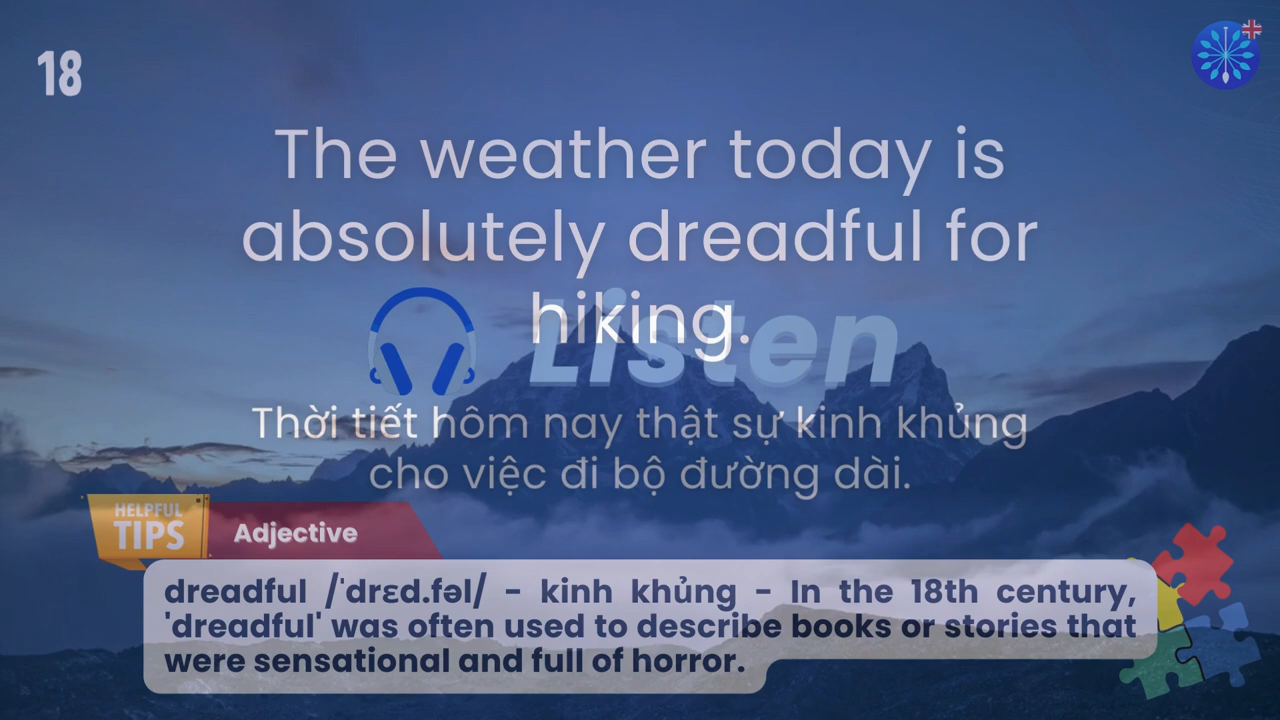 18
The weather today is
absolutely dreadful for
hiking.
Listen
Thời tiết hôm nay thật sự kinh khủng
cho việc đi bộ đường dài.
HELPFUL
TIPS
Adjective
dreadful /ˈdrɛd.fəl/ - kinh khủng - In the 18th century,
'dreadful' was often used to describe books or stories that
were sensational and full of horror.